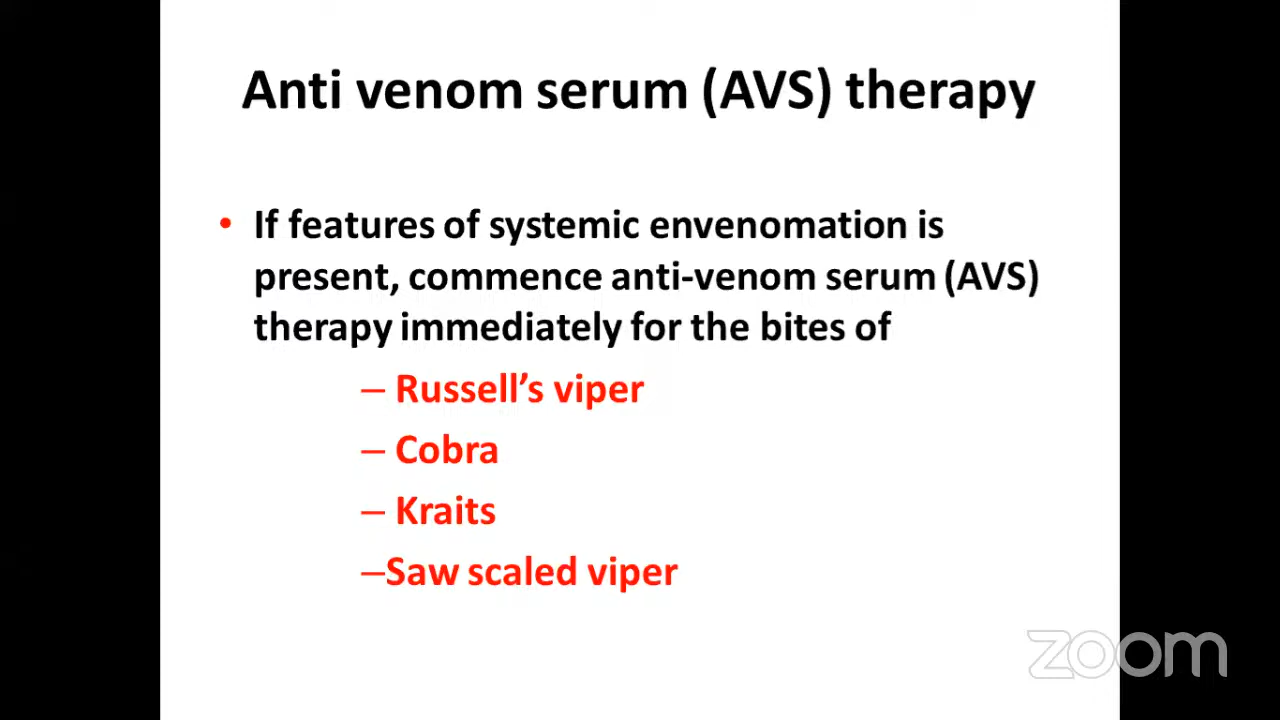 Anti venom serum (AVS) therapy
• If features of systemic envenomation is
present, commence anti-venom serum (AVS)
therapy immediately for the bites of
– Russell’s viper
– Cobra
– Kraits
–Saw scaled viper
zoom